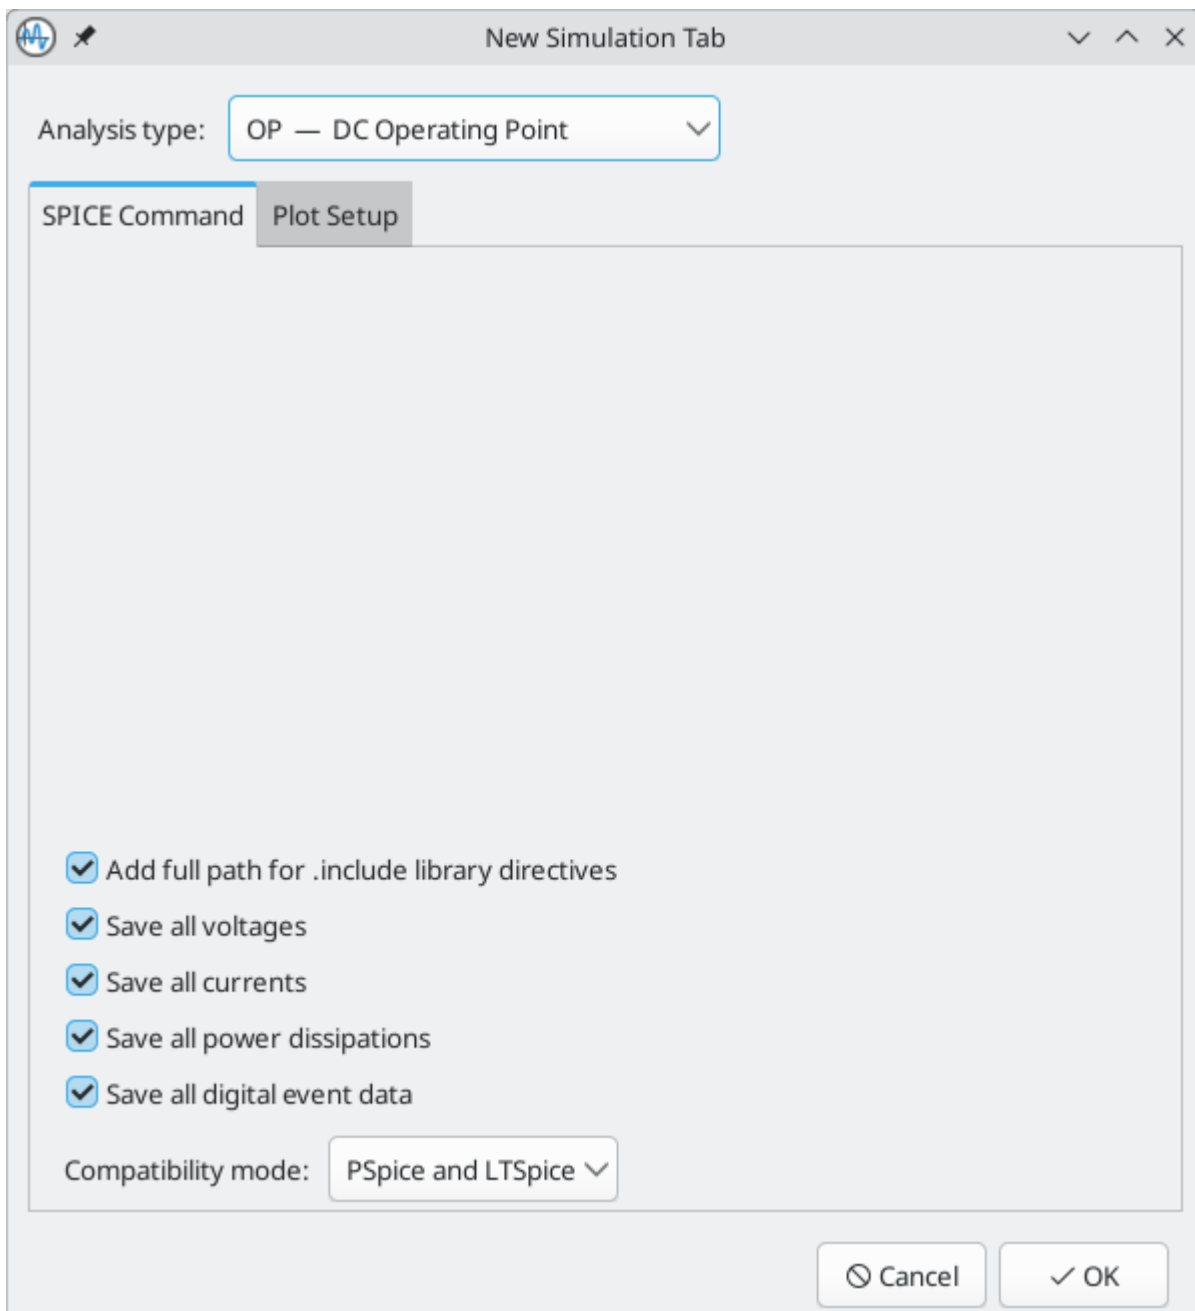 New Simulation Tab
Analysis type: OP — DC Operating Point
SPICE Command Plot Setup
Add full path for .include library directives
Save all voltages
Save all currents
Save all power dissipations
Save all digital event data
Compatibility mode: PSpice and LTSpice
Cancel OK